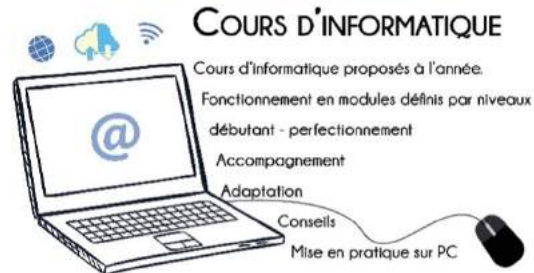 COURS D'INFORMATIQUE
Cours d'informatique proposés à l'année.
Fonctionnement en modules définis par niveaux
débutant - perfectionnement
@
Accompagnement
Adaptation
Conseils
Mise en pratique sur PC